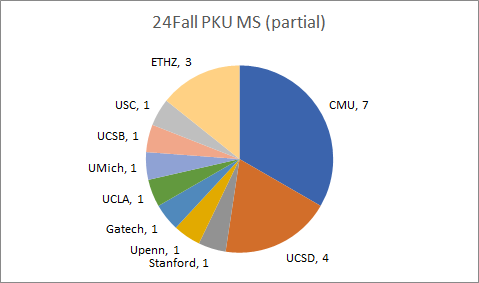 24Fall PKU MS (partial)
ETHZ, 3
CMU, 7
USC, 1
UCSB, 1
UMich, 1
UCLA, 1
Gatech, 1
Upenn, 1
Stanford, 1
UCSD, 4